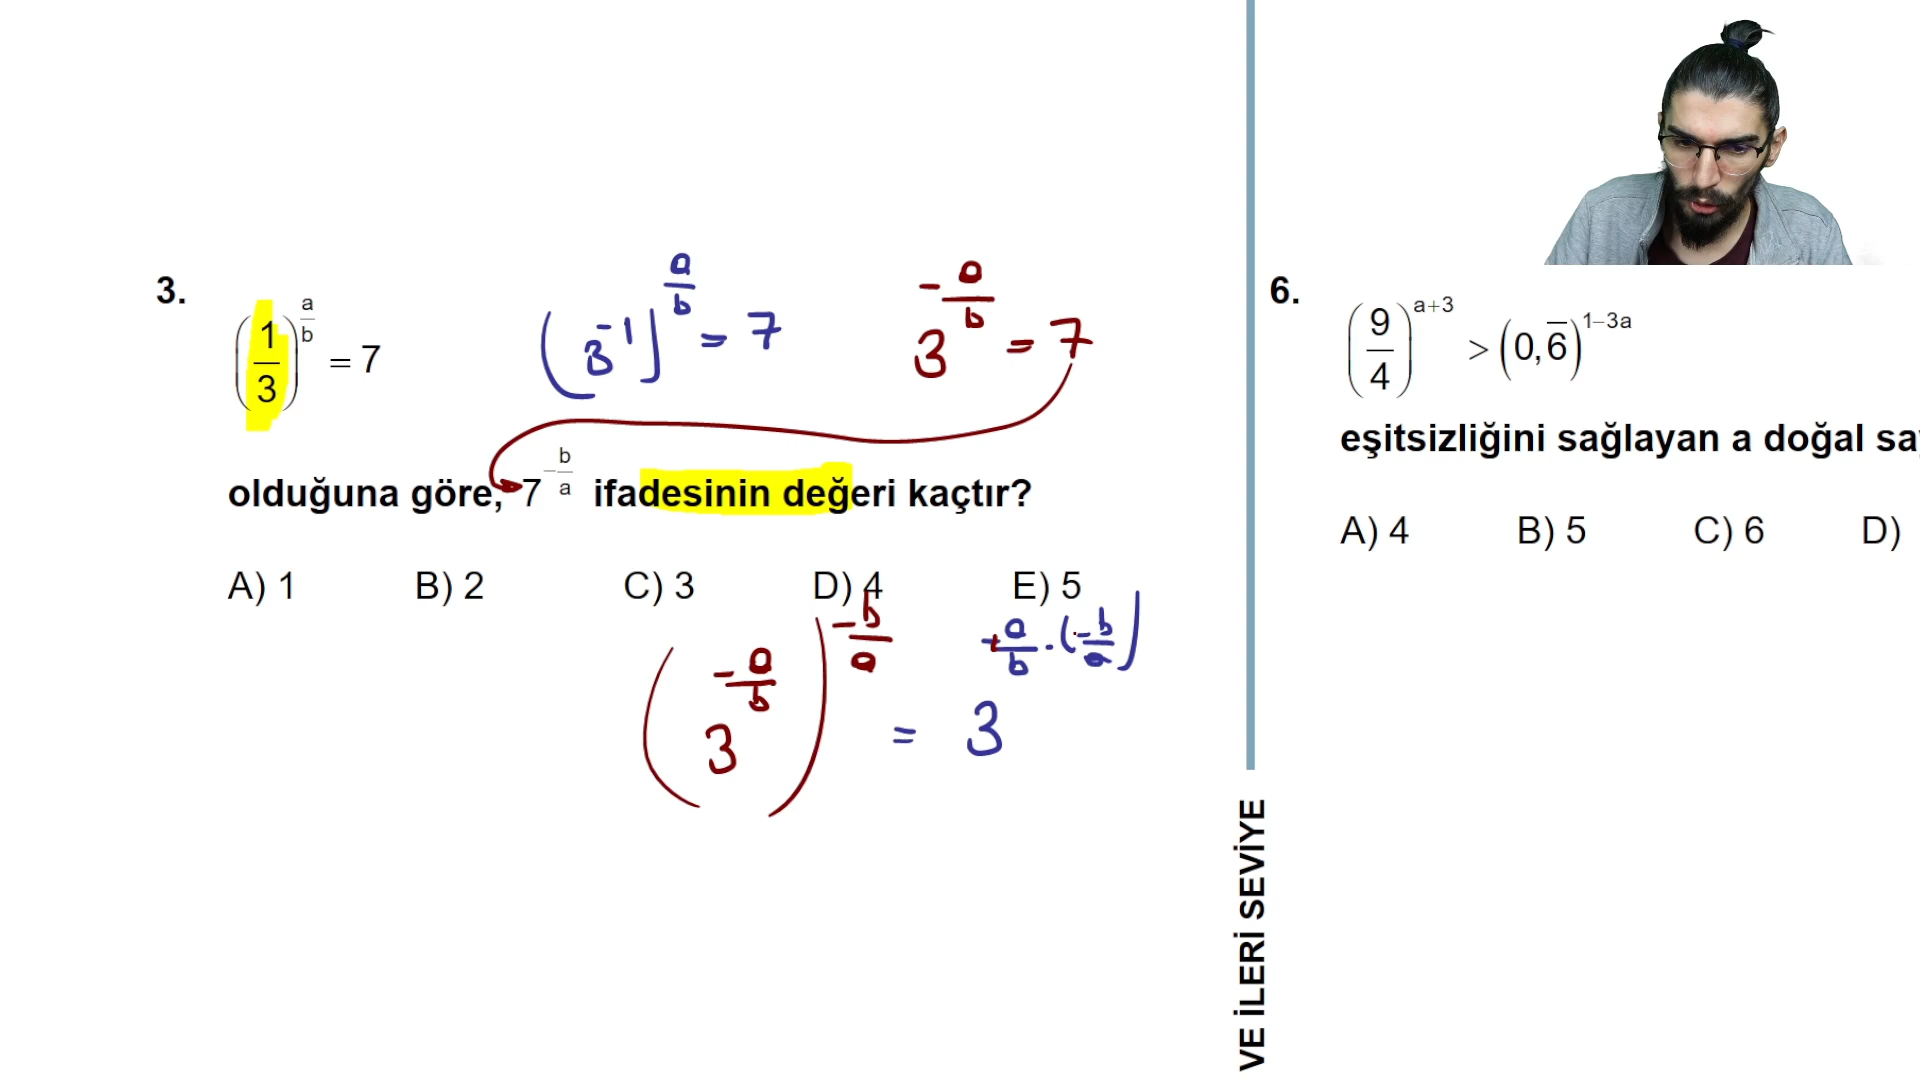 3.
(1/3)^(a/b) = 7
(3^-1)^(a/b) = 7
3^(-a/b) = 7
olduğuna göre, 7^(-b/a) ifadesinin değeri kaçtır?
A) 1 B) 2 C) 3 D) 4 E) 5
(3^(-a/b))^(-b/a) = 3^(+a/b · (-b/a))
6.
(9/4)^(a+3) > (0,6̅)^(1-3a)
eşitsizliğini sağlayan a doğal
A) 4 B) 5 C) 6 D)
VE İLERİ SEVİYE